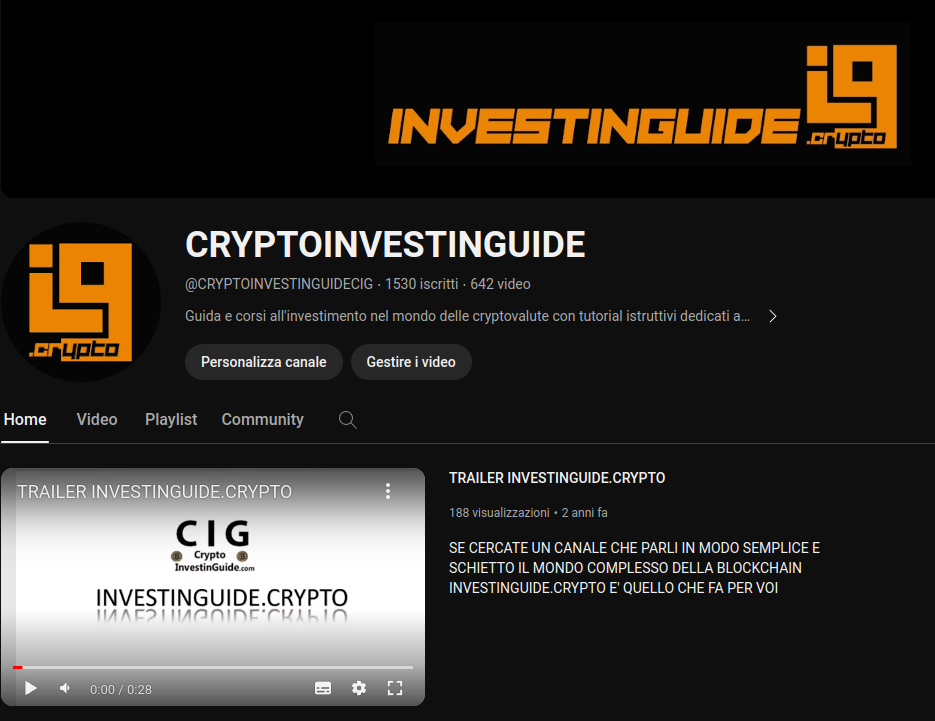 INVESTINGUIDE
ig
.crypto
ig
.crypto
CRYPTOINVESTINGUIDE
@CRYPTOINVESTINGUIDECIG · 1530 iscritti · 642 video
Guida e corsi all'investimento nel mondo delle cryptovalute con tutorial istruttivi dedicati a...
Personalizza canale
Gestire i video
Home
Video
Playlist
Community
TRAILER INVESTINGUIDE.CRYPTO
CIG
Crypto
InvestinGuide.com
INVESTINGUIDE.CRYPTO
0:00 / 0:28
TRAILER INVESTINGUIDE.CRYPTO
188 visualizzazioni • 2 anni fa
SE CERCATE UN CANALE CHE PARLI IN MODO SEMPLICE E
SCHIETTO IL MONDO COMPLESSO DELLA BLOCKCHAIN
INVESTINGUIDE.CRYPTO E' QUELLO CHE FA PER VOI